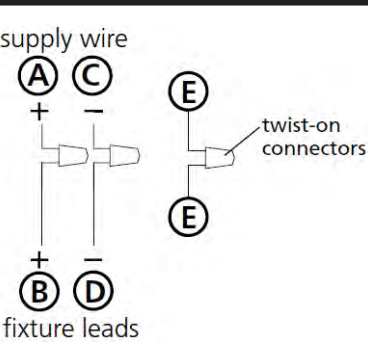 supply wire
A C
+ −
E
twist-on
connectors
E
+ −
B D
fixture leads